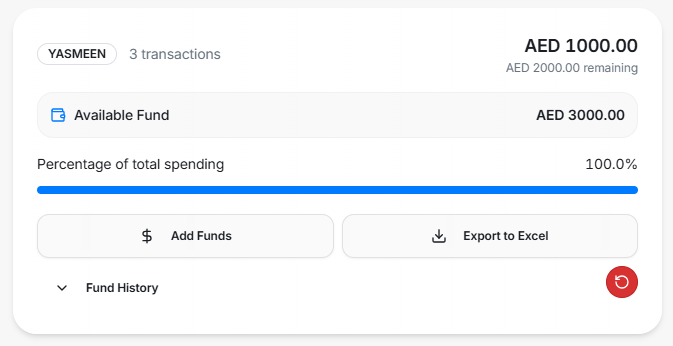 YASMEEN 3 transactions
AED 1000.00
AED 2000.00 remaining
Available Fund AED 3000.00
Percentage of total spending 100.0%
Add Funds Export to Excel
Fund History